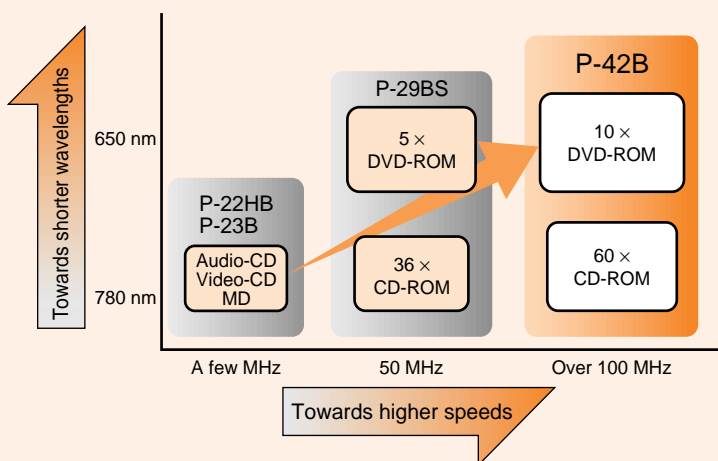 Towards shorter wavelengths
650 nm
780 nm
P-22HB
P-23B
Audio-CD
Video-CD
MD
P-29BS
5 ×
DVD-ROM
36 ×
CD-ROM
P-42B
10 ×
DVD-ROM
60 ×
CD-ROM
A few MHz
50 MHz
Over 100 MHz
Towards higher speeds